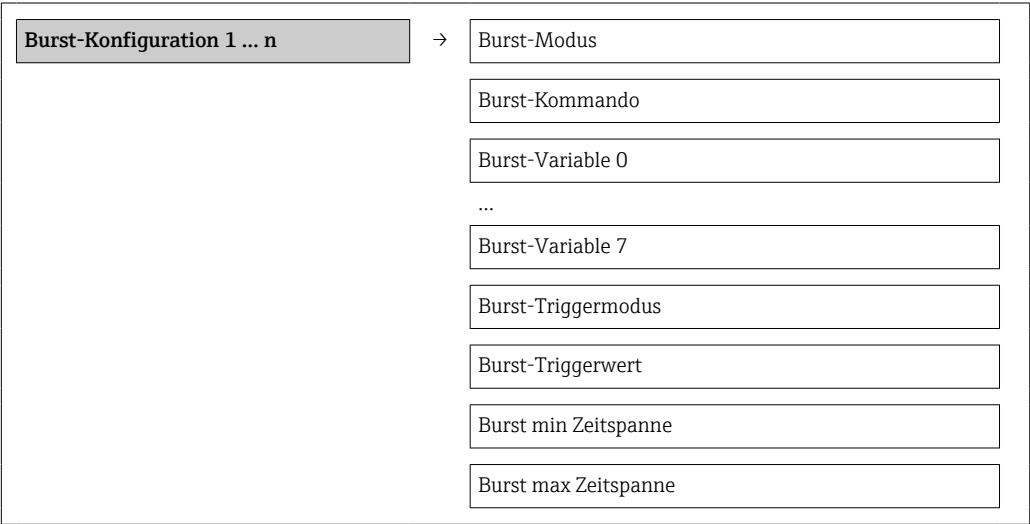 Burst-Konfiguration 1 … n → Burst-Modus
Burst-Kommando
Burst-Variable 0
…
Burst-Variable 7
Burst-Triggermodus
Burst-Triggerwert
Burst min Zeitspanne
Burst max Zeitspanne